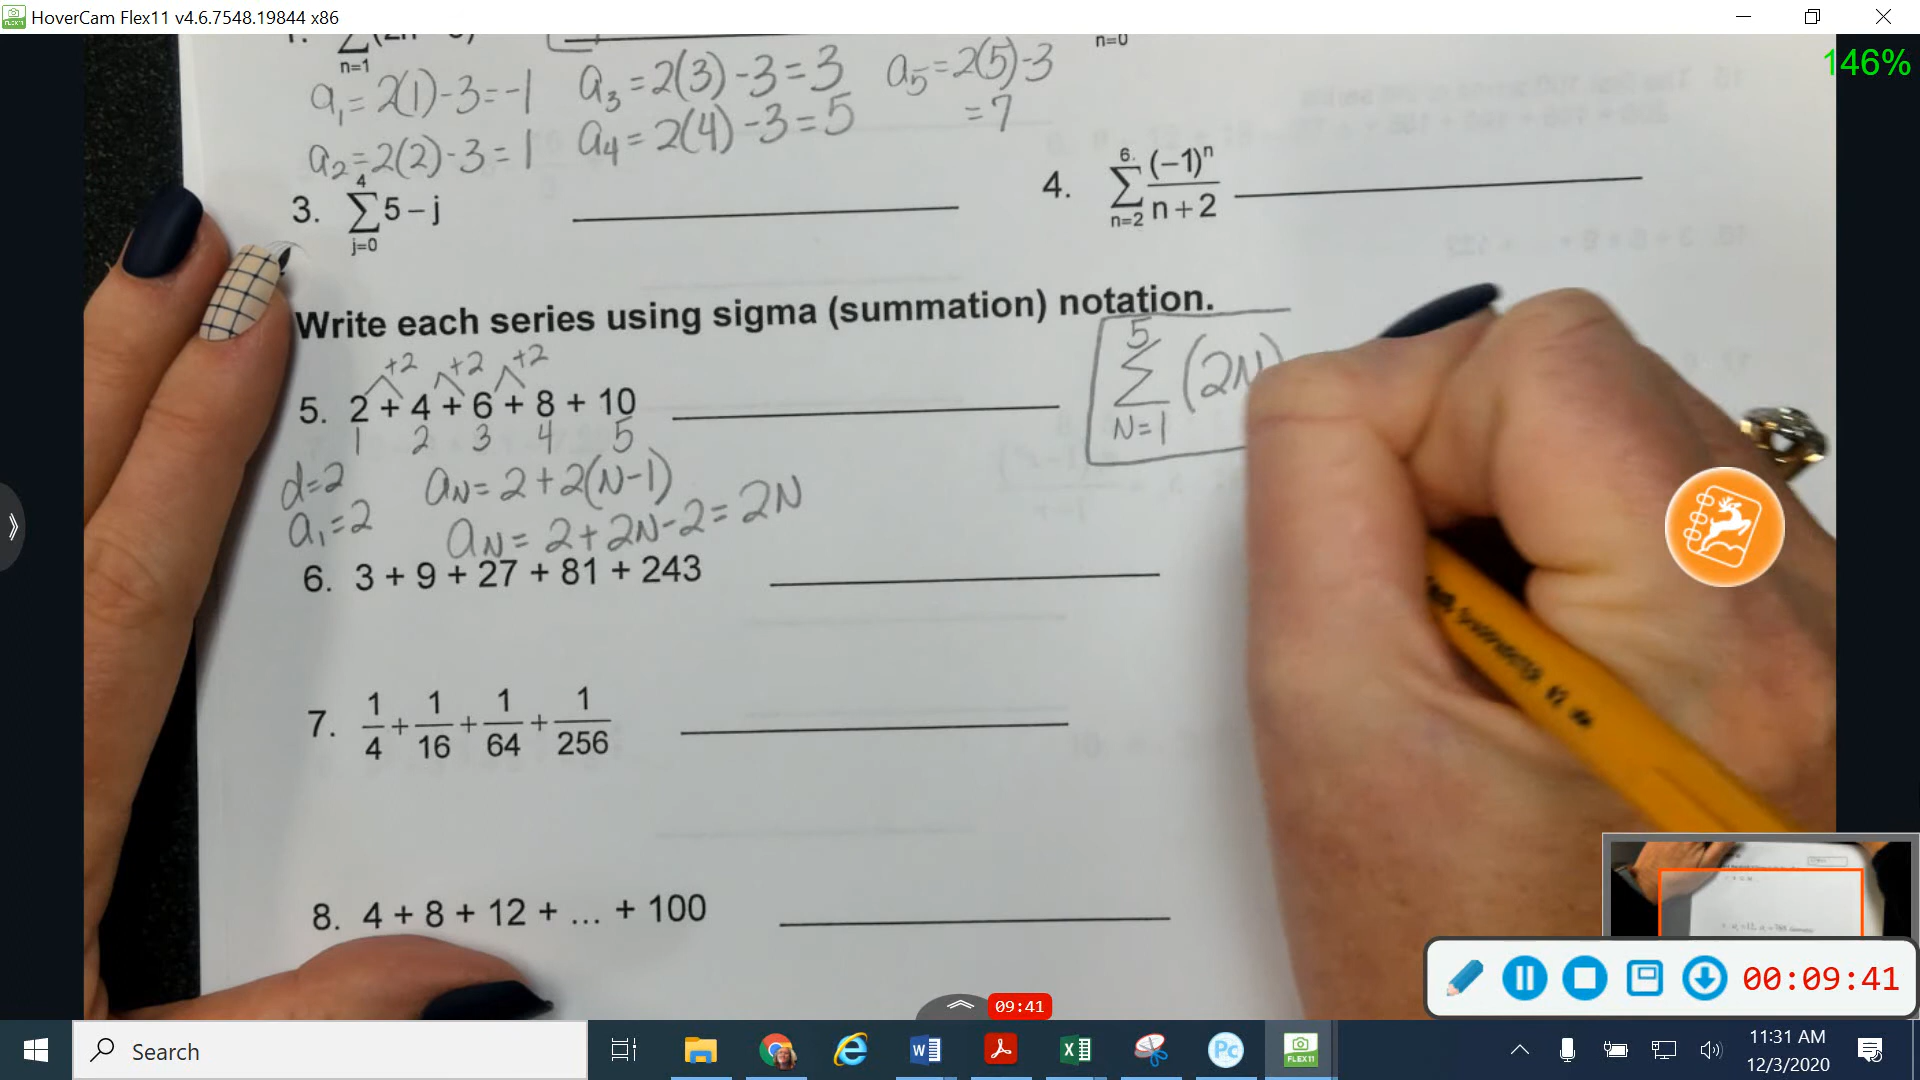 HoverCam Flex11 v4.6.7548.19844 x86
146%
n=1
n=0
a₁ = 2(1) - 3 = -1
a₃ = 2(3) - 3 = 3
a₅ = 2(5) - 3
= 7
a₂ = 2(2) - 3 = 1
a₄ = 2(4) - 3 = 5
3. 4 ∑ j=0 5 – j
4. 6. ∑ n=2 (−1)ⁿ / n + 2
Write each series using sigma (summation) notation.
+2 +2 +2
5. 2 + 4 + 6 + 8 + 10
1 2 3 4 5
5 ∑ N=1 (2N)
d=2
aN = 2 + 2(N-1)
a₁ = 2
aN = 2 + 2N - 2 = 2N
6. 3 + 9 + 27 + 81 + 243
7. 1/4 + 1/16 + 1/64 + 1/256
8. 4 + 8 + 12 + ... + 100
00:09:41
09:41
Search
FLEX11
11:31 AM
12/3/2020